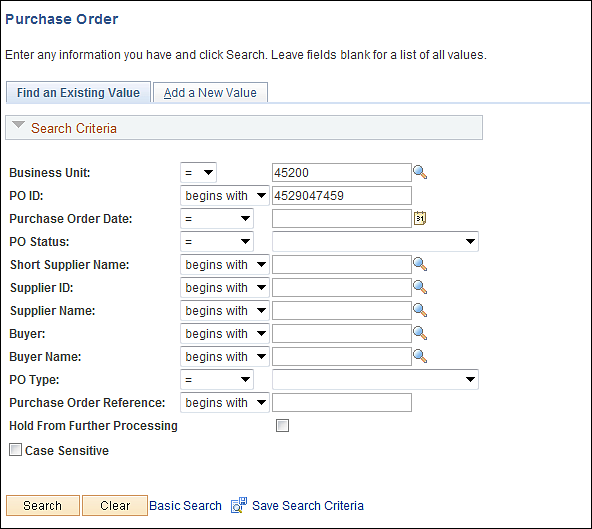 Purchase Order
Enter any information you have and click Search. Leave fields blank for a list of all values.
Find an Existing Value Add a New Value
Search Criteria
Business Unit: = 45200
PO ID: begins with 4529047459
Purchase Order Date: = 31
PO Status: =
Short Supplier Name: begins with
Supplier ID: begins with
Supplier Name: begins with
Buyer: begins with
Buyer Name: begins with
PO Type: =
Purchase Order Reference: begins with
Hold From Further Processing
Case Sensitive
Search Clear Basic Search Save Search Criteria